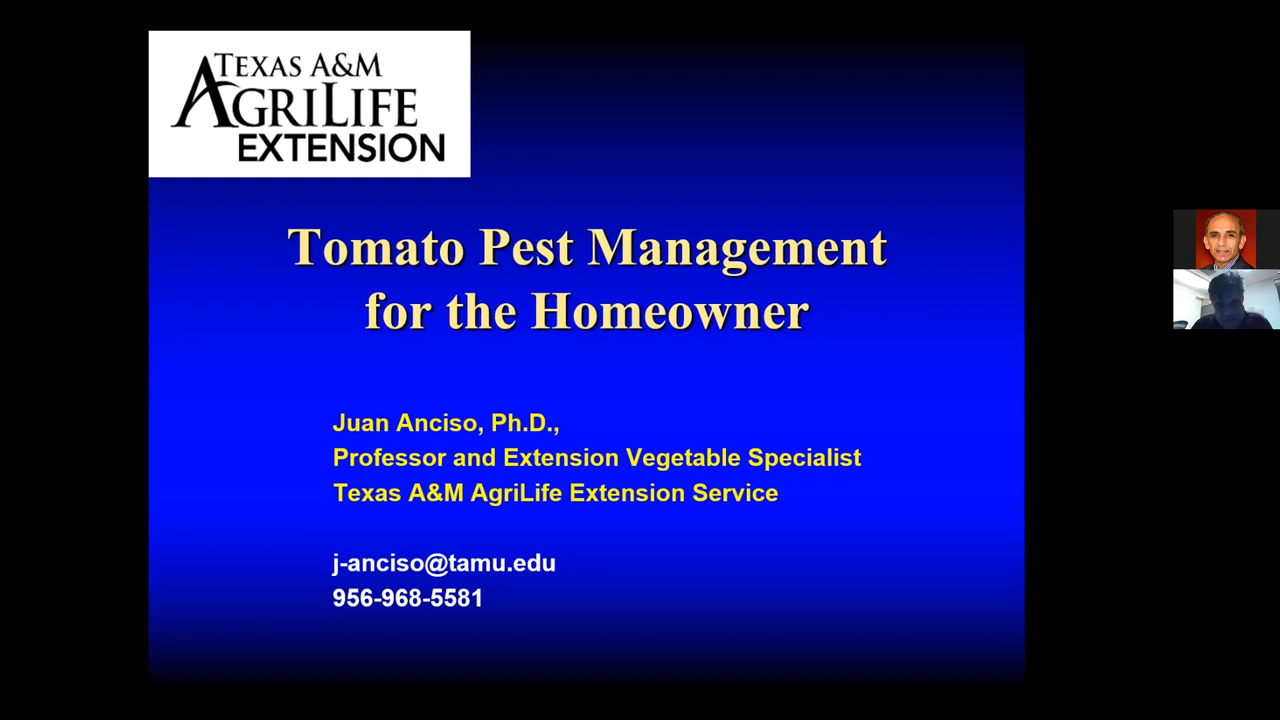 TEXAS A&M
AGRILIFE
EXTENSION
Tomato Pest Management
for the Homeowner
Juan Anciso, Ph.D.,
Professor and Extension Vegetable Specialist
Texas A&M AgriLife Extension Service
j-anciso@tamu.edu
956-968-5581